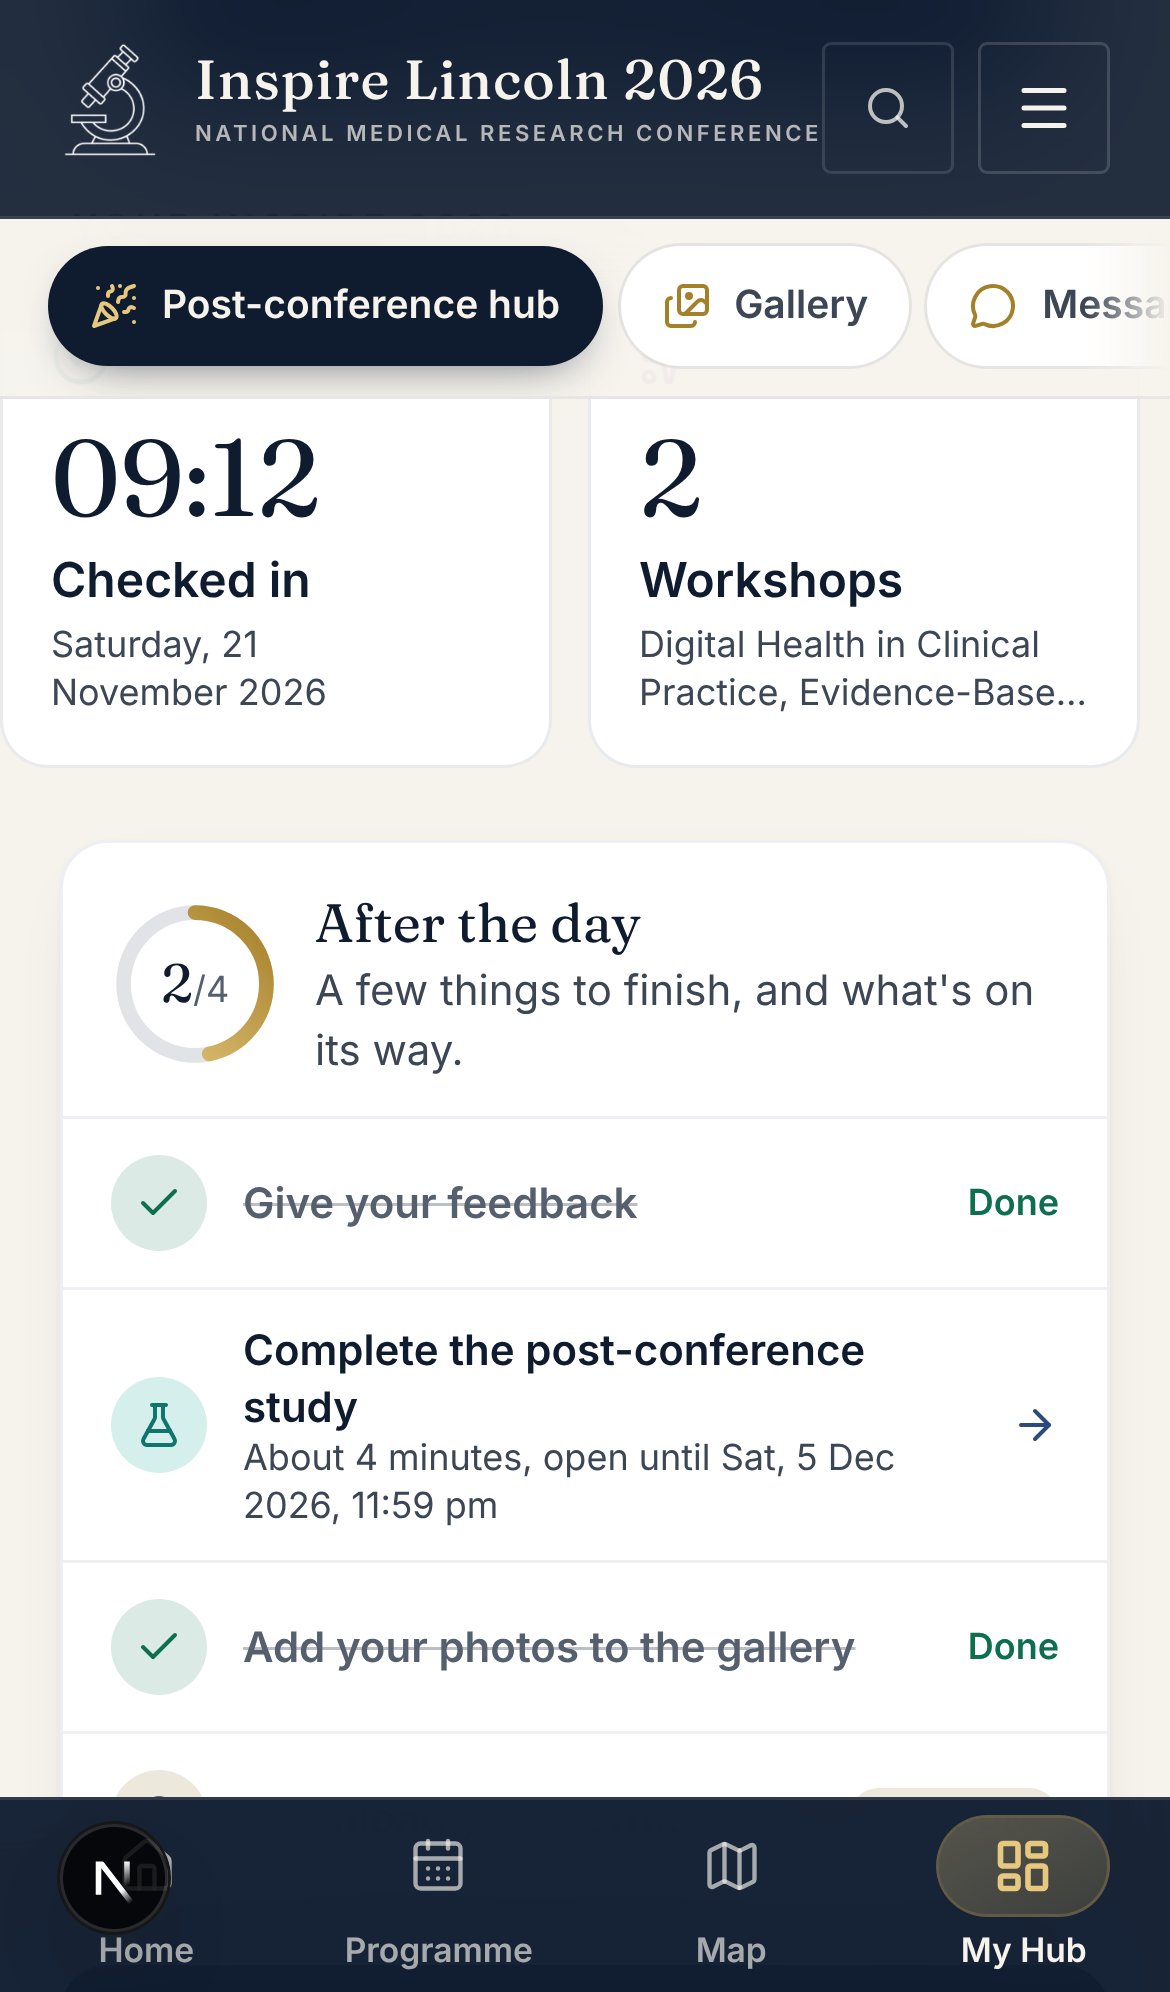 Inspire Lincoln 2026
NATIONAL MEDICAL RESEARCH CONFERENCE
Post-conference hub
Gallery
Messa
09:12
Checked in
Saturday, 21
November 2026
2
Workshops
Digital Health in Clinical
Practice, Evidence-Base...
2/4
After the day
A few things to finish, and what's on
its way.
Give your feedback
Done
Complete the post-conference
study
About 4 minutes, open until Sat, 5 Dec
2026, 11:59 pm
Add your photos to the gallery
Done
N
Home
Programme
Map
My Hub